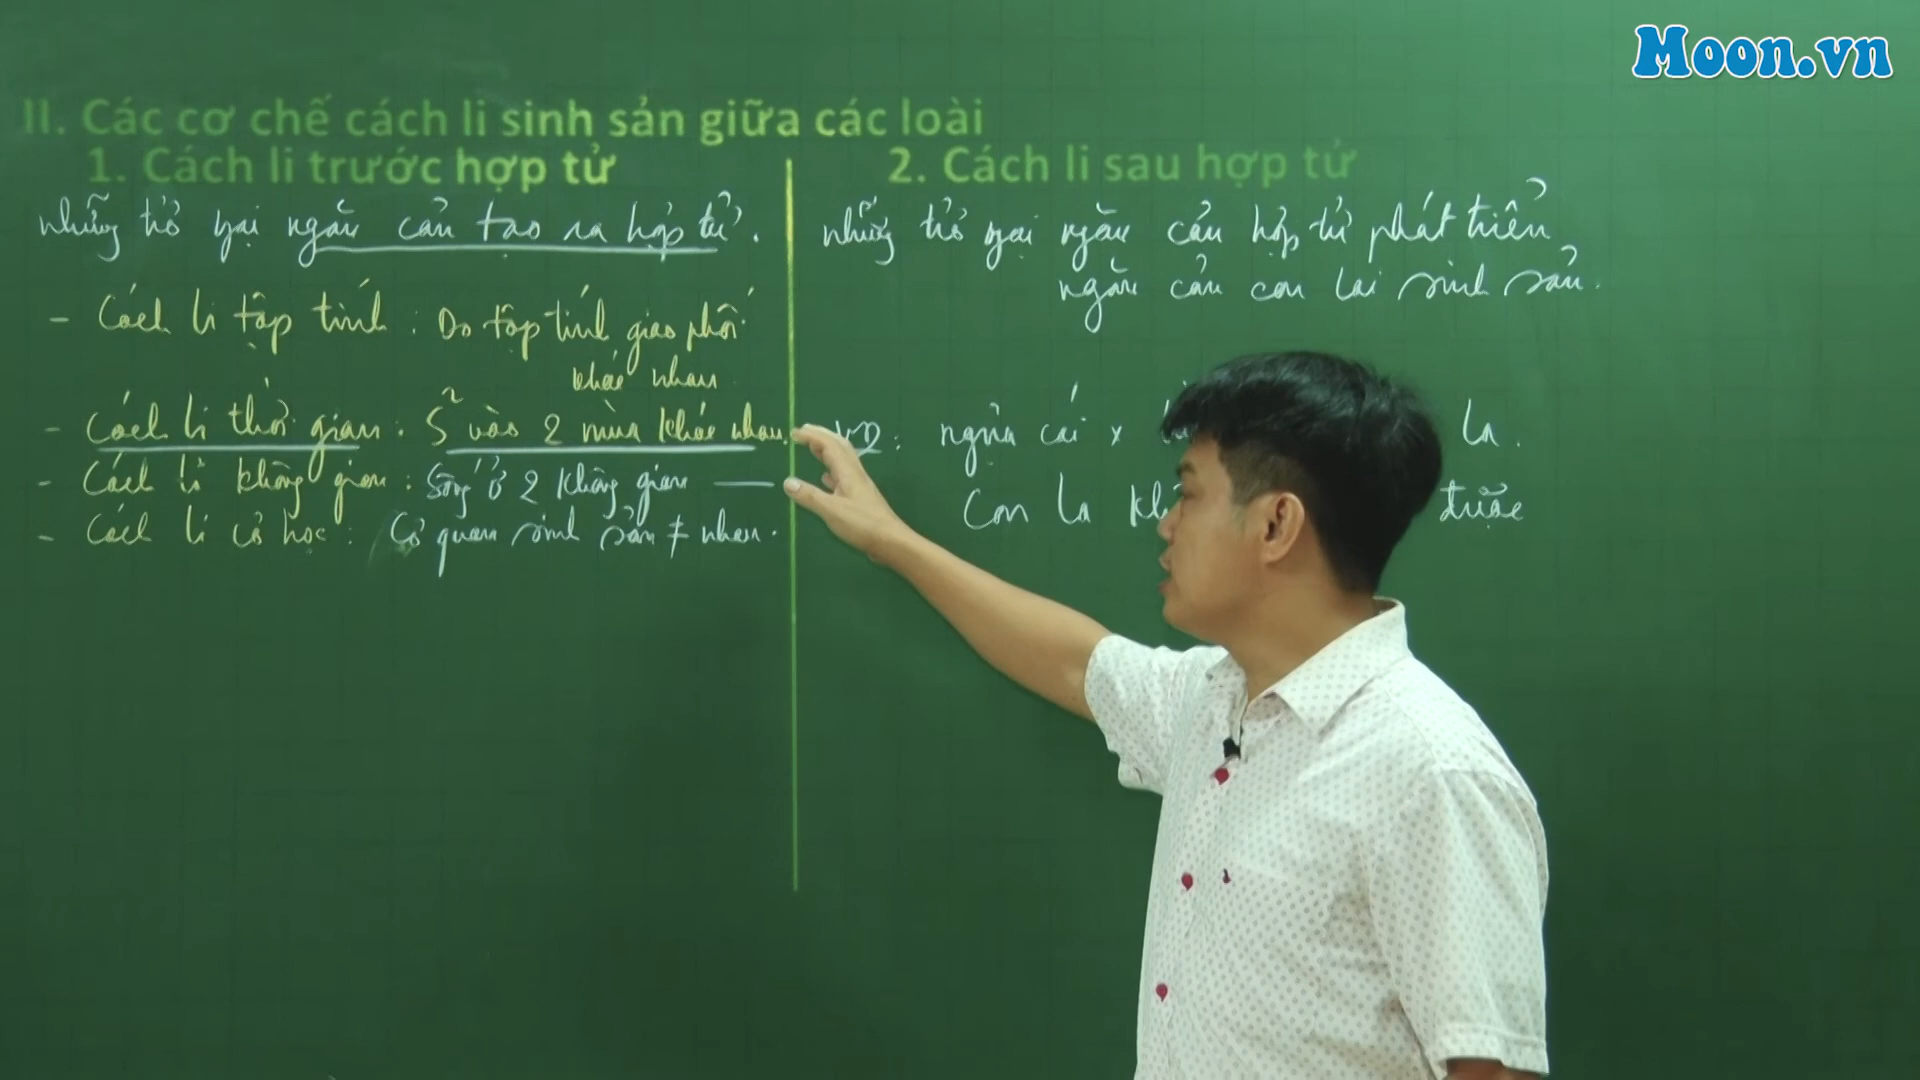 Moon.vn
II. Các cơ chế cách li sinh sản giữa các loài
1. Cách li trước hợp tử
những trở ngại ngăn cản tạo ra hợp tử.
- Cách li tập tính : Do tập tính giao phối
khác nhau
- Cách li thời gian : S² vào 2 mùa khác nhau.
- Cách li không gian : Sống ở 2 không gian —
- Cách li cơ học : Cơ quan sinh sản ≠ nhau.
2. Cách li sau hợp tử
những trở ngại ngăn cản hợp tử phát triển,
ngăn cản con lai sinh sản.
VD : ngựa cái x la.
Con la được